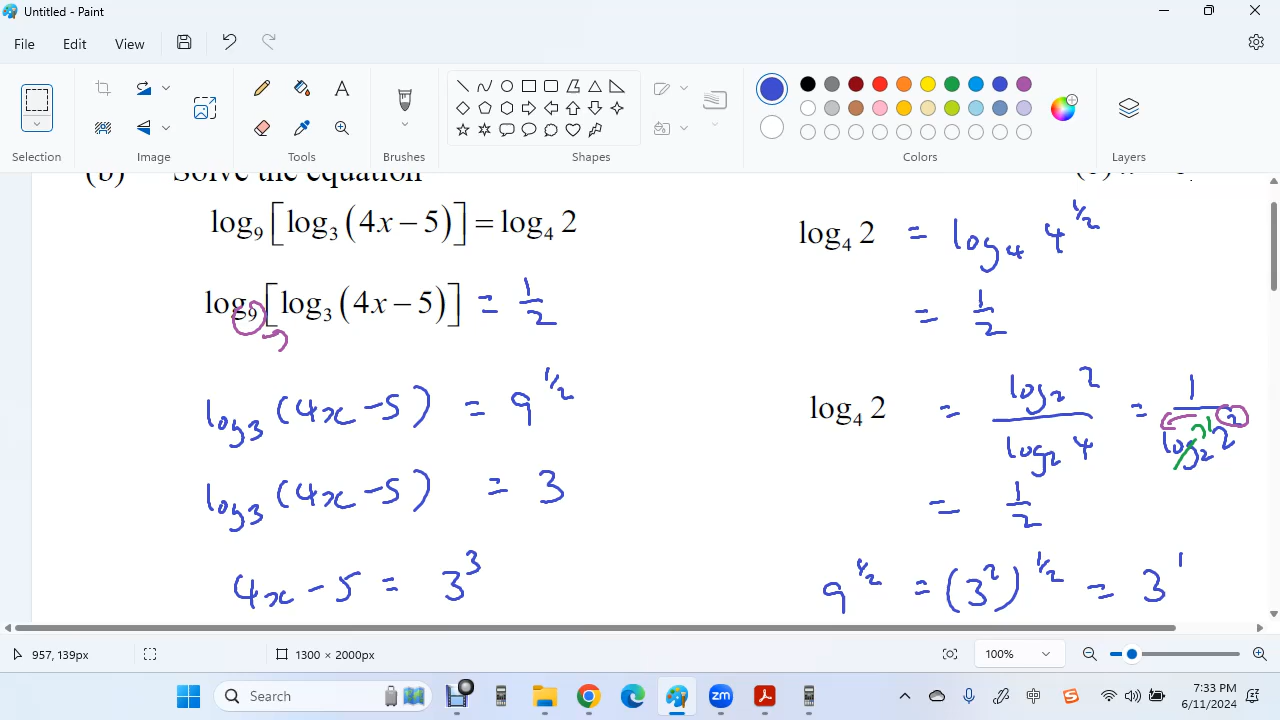 Untitled - Paint
File Edit View
Selection Image Tools Brushes Shapes Colors Layers
(b) Solve the equation
log₉[log₃(4x − 5)] = log₄ 2
log₉[log₃(4x − 5)] = 1/2
log₃(4x − 5) = 9^(1/2)
log₃(4x − 5) = 3
4x − 5 = 3³
log₄ 2 = log₄ 4^(1/2)
= 1/2
log₄ 2 = log₂ 2 / log₂ 4 = 1 / log₂ 2²
1
= 1/2
9^(1/2) = (3²)^(1/2) = 3¹
957, 139px
1300 × 2000px
100%
Search
zm
中
S
7:33 PM
6/11/2024